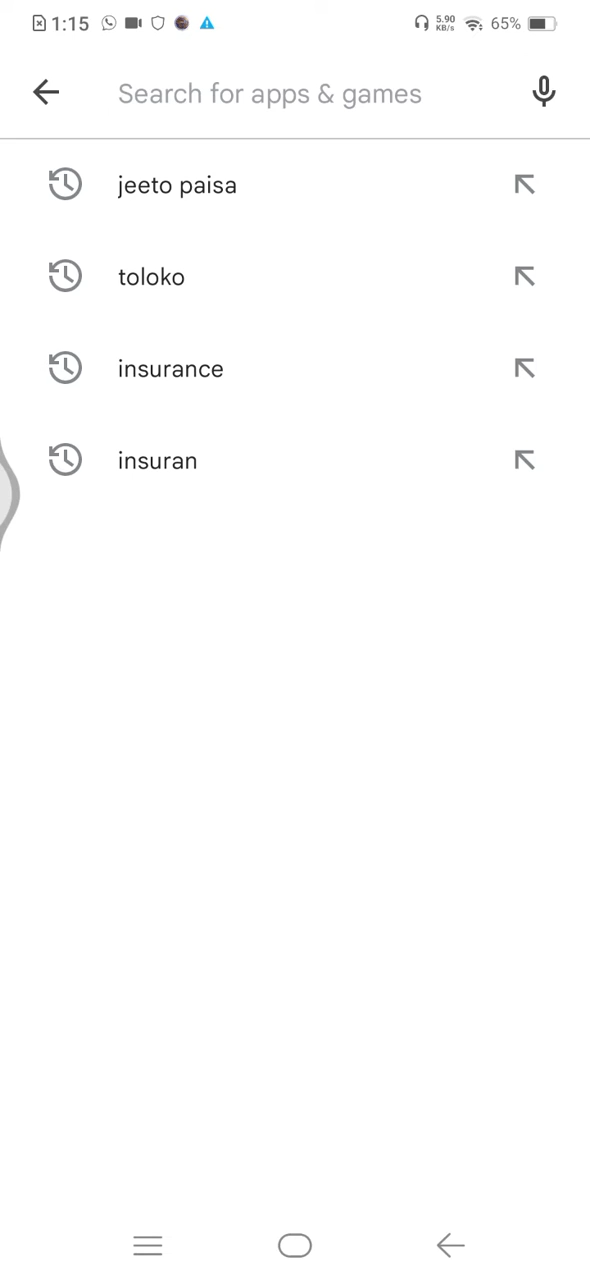 1:15 5.90 KB/s 65%
Search for apps & games
jeeto paisa
toloko
insurance
insuran